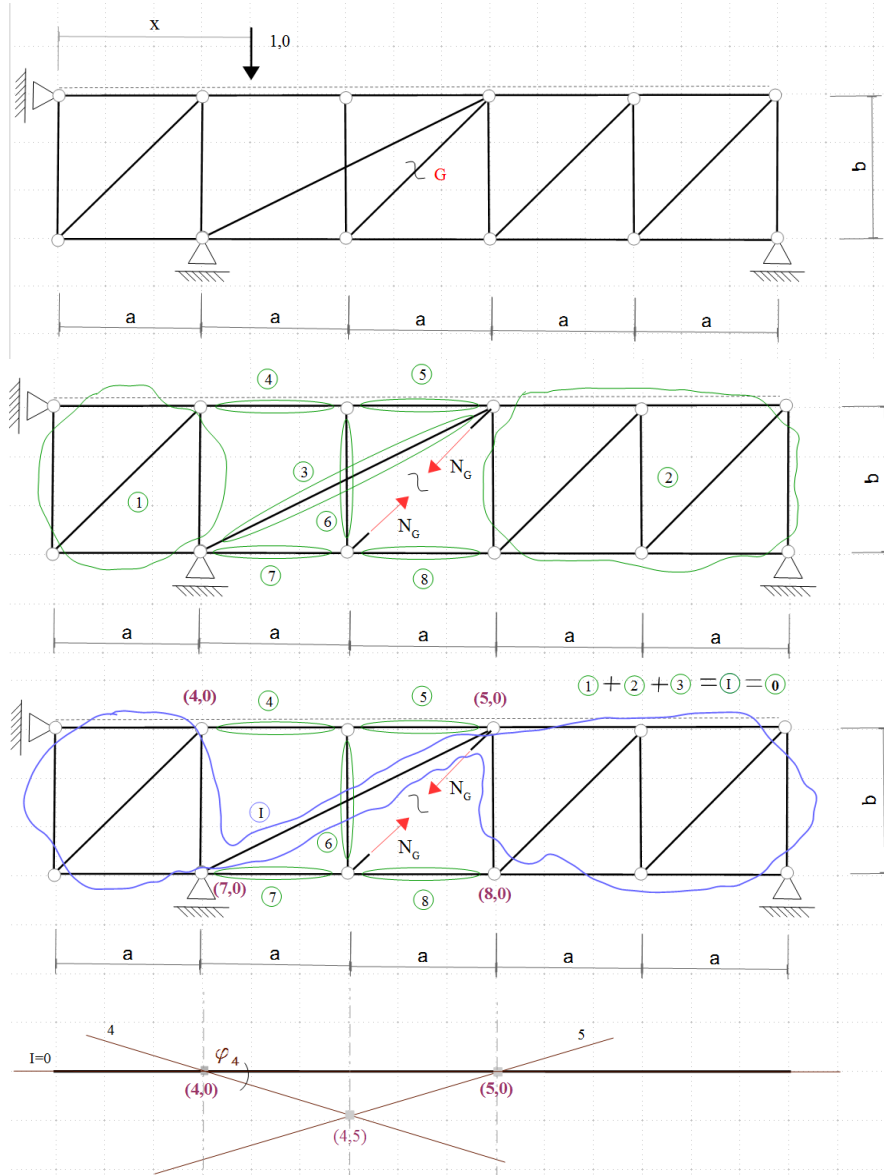 x
1,0
G
b
a a a a a
4 5
3
N_G
1 2
6 N_G
b
7 8
a a a a a
1 + 2 + 3 = I = 0
(4,0) 4 5 (5,0)
N_G
I
6 N_G
b
(7,0) 7 8 (8,0)
a a a a a
4 5
I=0 φ₄
(4,0) (5,0)
(4,5)